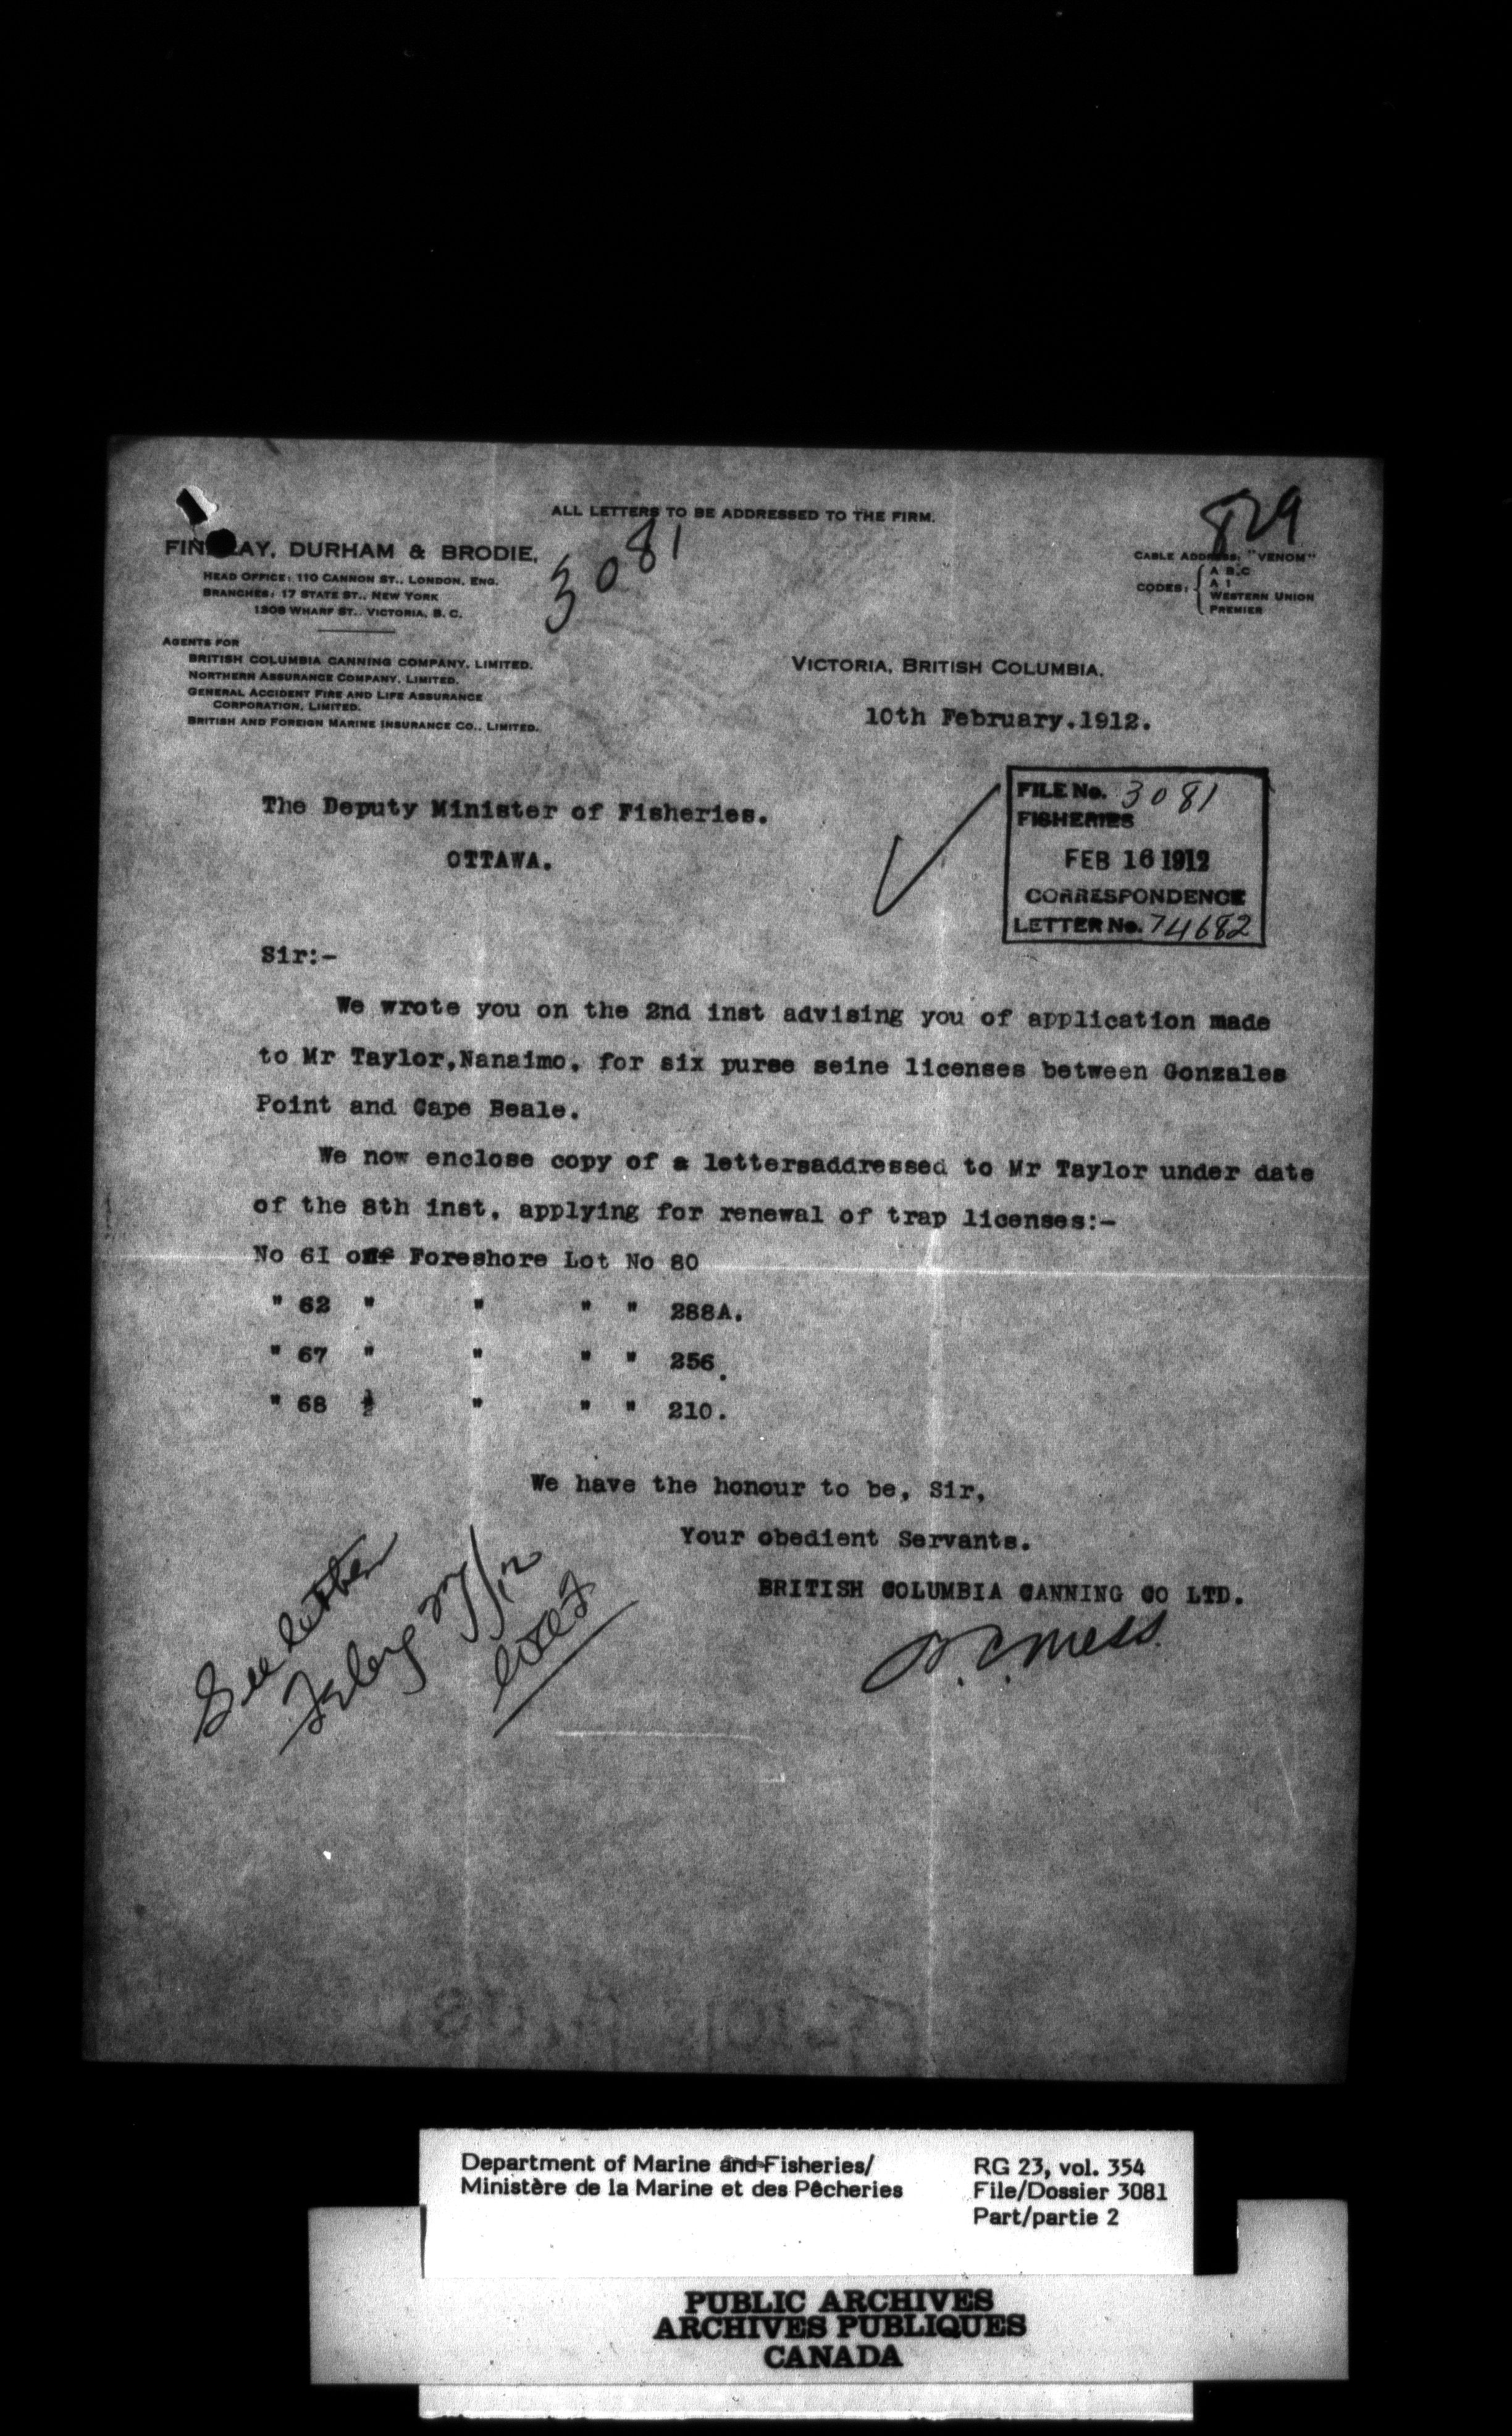 829
ALL LETTERS TO BE ADDRESSED TO THE FIRM.
3081
FINDLAY, DURHAM & BRODIE,
HEAD OFFICE: 110 CANNON ST., LONDON, ENG.
BRANCHES: 17 STATE ST., NEW YORK
1208 WHARF ST., VICTORIA, B. C.
AGENTS FOR
BRITISH COLUMBIA CANNING COMPANY, LIMITED.
NORTHERN ASSURANCE COMPANY, LIMITED.
GENERAL ACCIDENT FIRE AND LIFE ASSURANCE
CORPORATION, LIMITED.
BRITISH AND FOREIGN MARINE INSURANCE CO., LIMITED.
CABLE ADDRESS: "VENOM"
CODES: A B C
A 1
WESTERN UNION
PREMIER
VICTORIA, BRITISH COLUMBIA,
10th February.1912.
FILE No. 3081
FISHERIES
FEB 16 1912
CORRESPONDENCE
LETTER No. 74682
The Deputy Minister of Fisheries.
OTTAWA.
Sir:-
We wrote you on the 2nd inst advising you of application made
to Mr Taylor,Nanaimo, for six purse seine licenses between Gonzales
Point and Cape Beale.
We now enclose copy of a lettersaddressed to Mr Taylor under date
of the 8th inst. applying for renewal of trap licenses:-
No 6I on Foreshore Lot No 80
" 62 " " " " 288A.
" 67 " " " " 256.
" 68 " " " 210.
We have the honour to be, Sir,
Your obedient Servants.
BRITISH COLUMBIA CANNING CO LTD.
See letter
27/12
Department of Marine and Fisheries/
Ministère de la Marine et des Pêcheries
RG 23, vol. 354
File/Dossier 3081
Part/partie 2
PUBLIC ARCHIVES
ARCHIVES PUBLIQUES
CANADA